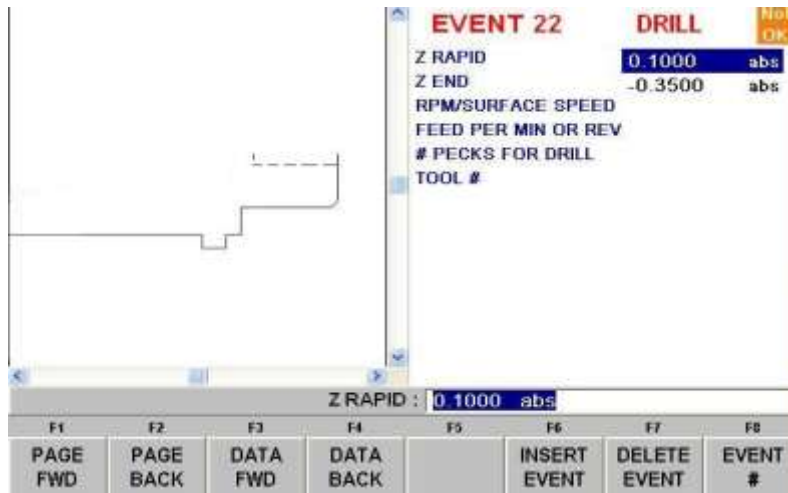 EVENT 22 DRILL Not OK
Z RAPID 0.1000 abs
Z END -0.3500 abs
RPM/SURFACE SPEED
FEED PER MIN OR REV
# PECKS FOR DRILL
TOOL #
Z RAPID : 0.1000 abs
F1 F2 F3 F4 F5 F6 F7 F8
PAGE FWD PAGE BACK DATA FWD DATA BACK INSERT EVENT DELETE EVENT EVENT #